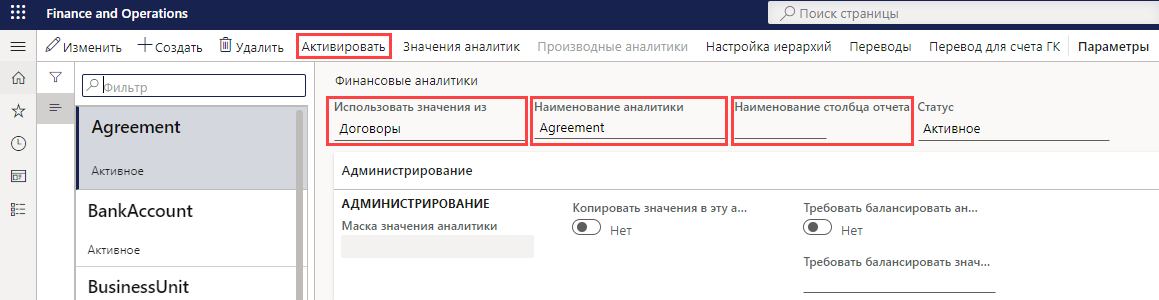 Finance and Operations
Поиск страницы
Изменить Создать Удалить Активировать Значения аналитик Производные аналитики Настройка иерархий Переводы Перевод для счета ГК Параметры
Фильтр
Agreement
Активное
BankAccount
Активное
BusinessUnit
Финансовые аналитики
Использовать значения из Наименование аналитики Наименование столбца отчета Статус
Договоры Agreement Активное
Администрирование
АДМИНИСТРИРОВАНИЕ Копировать значения в эту а... Требовать балансировать ан...
Маска значения аналитики Нет Нет
Требовать балансировать знач...